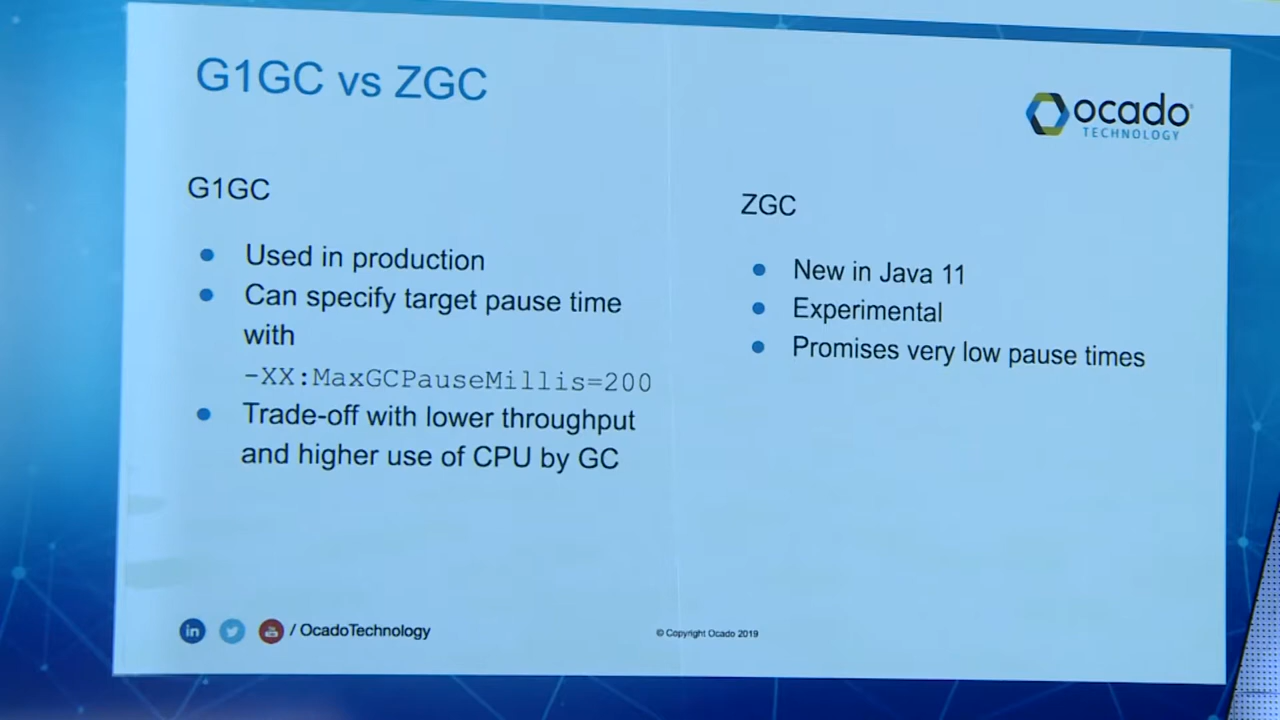 G1GC vs ZGC
ocado
TECHNOLOGY
G1GC
● Used in production
● Can specify target pause time
with
-XX:MaxGCPauseMillis=200
● Trade-off with lower throughput
and higher use of CPU by GC
ZGC
● New in Java 11
● Experimental
● Promises very low pause times
in
/ OcadoTechnology
© Copyright Ocado 2019